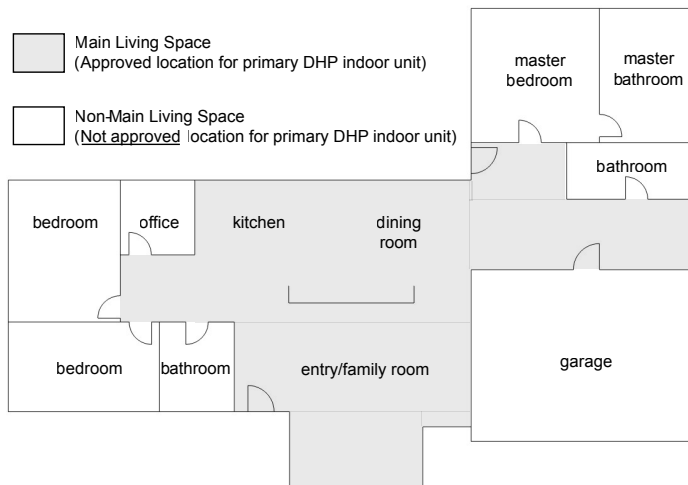 Main Living Space
(Approved location for primary DHP indoor unit)
Non-Main Living Space
(Not approved location for primary DHP indoor unit)
master
bedroom
master
bathroom
bathroom
bedroom
office
kitchen
dining
room
bedroom
bathroom
entry/family room
garage